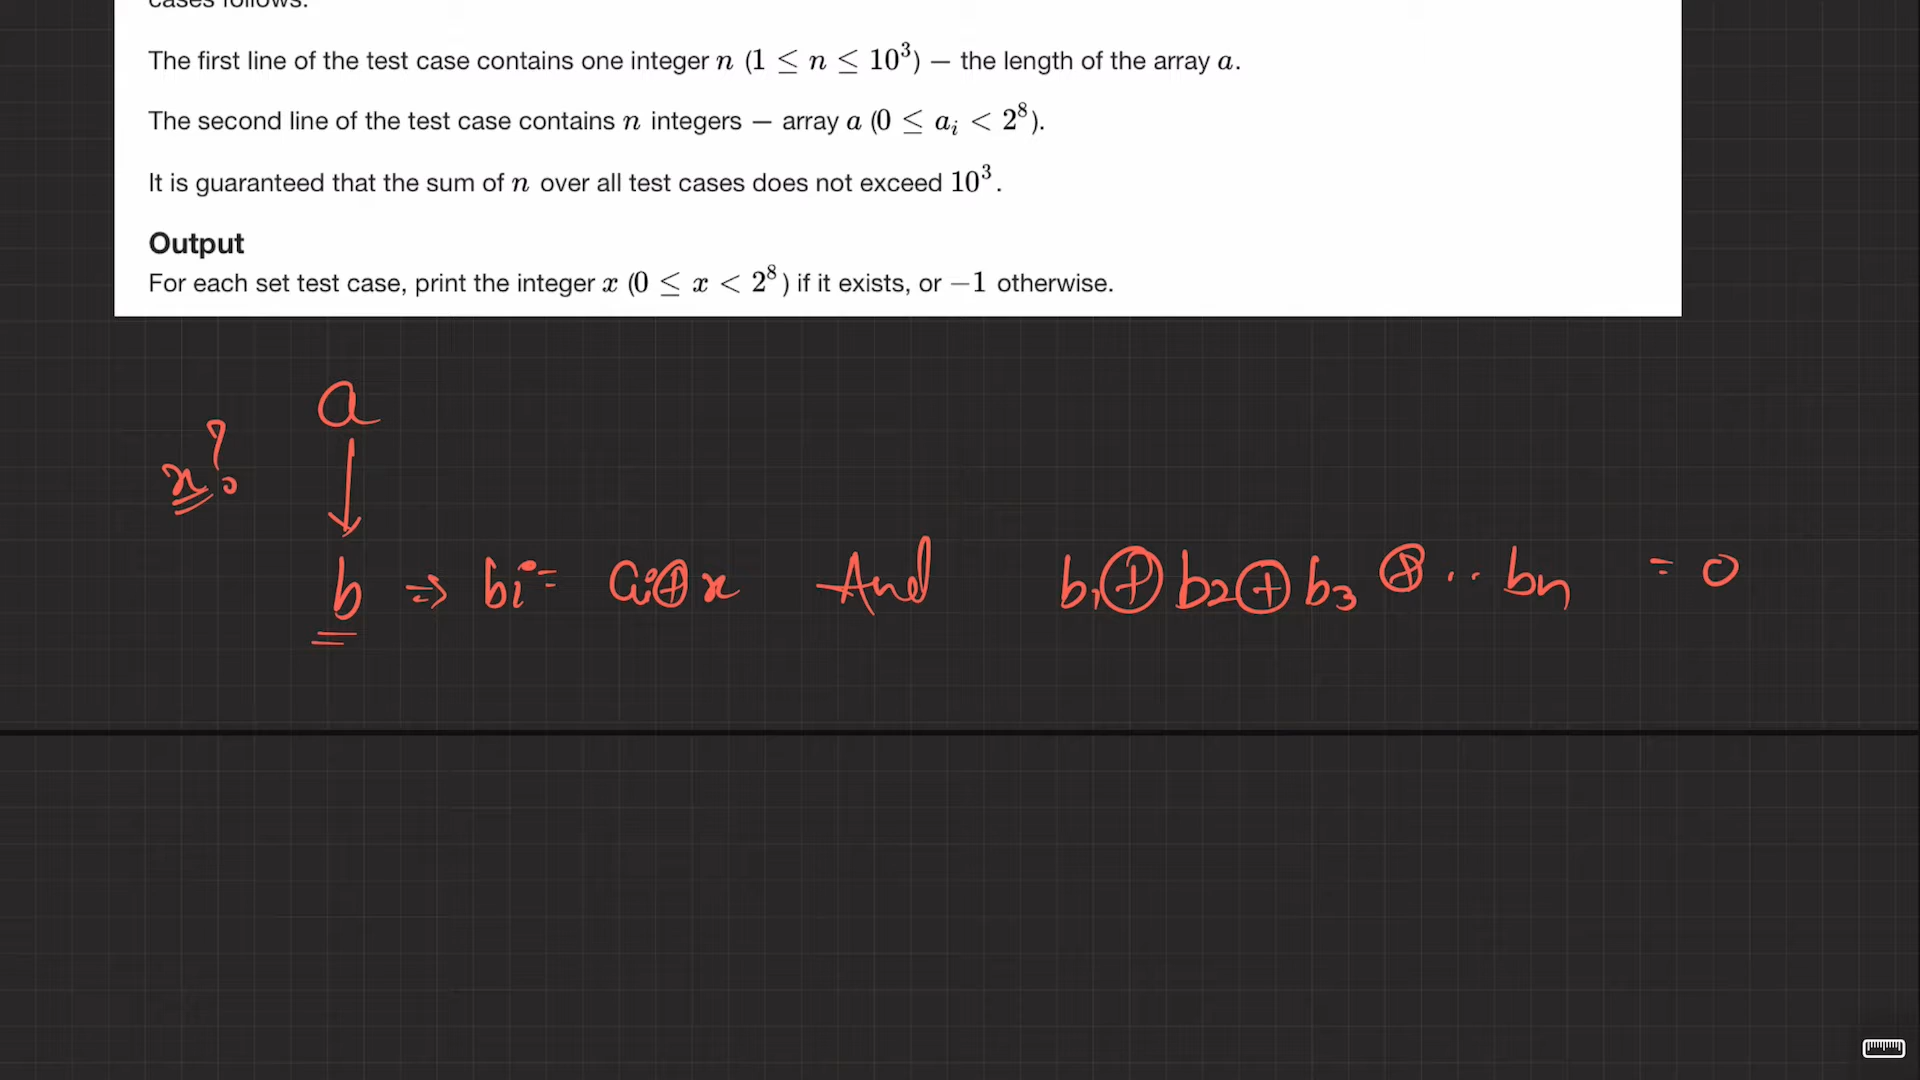 cases follows.
The first line of the test case contains one integer n (1 ≤ n ≤ 10³) — the length of the array a.
The second line of the test case contains n integers — array a (0 ≤ aᵢ < 2⁸).
It is guaranteed that the sum of n over all test cases does not exceed 10³.
Output
For each set test case, print the integer x (0 ≤ x < 2⁸) if it exists, or −1 otherwise.
a
x?
b ⇒ bi = ai⊕x And b₁⊕b₂⊕b₃⊕.. bn = 0